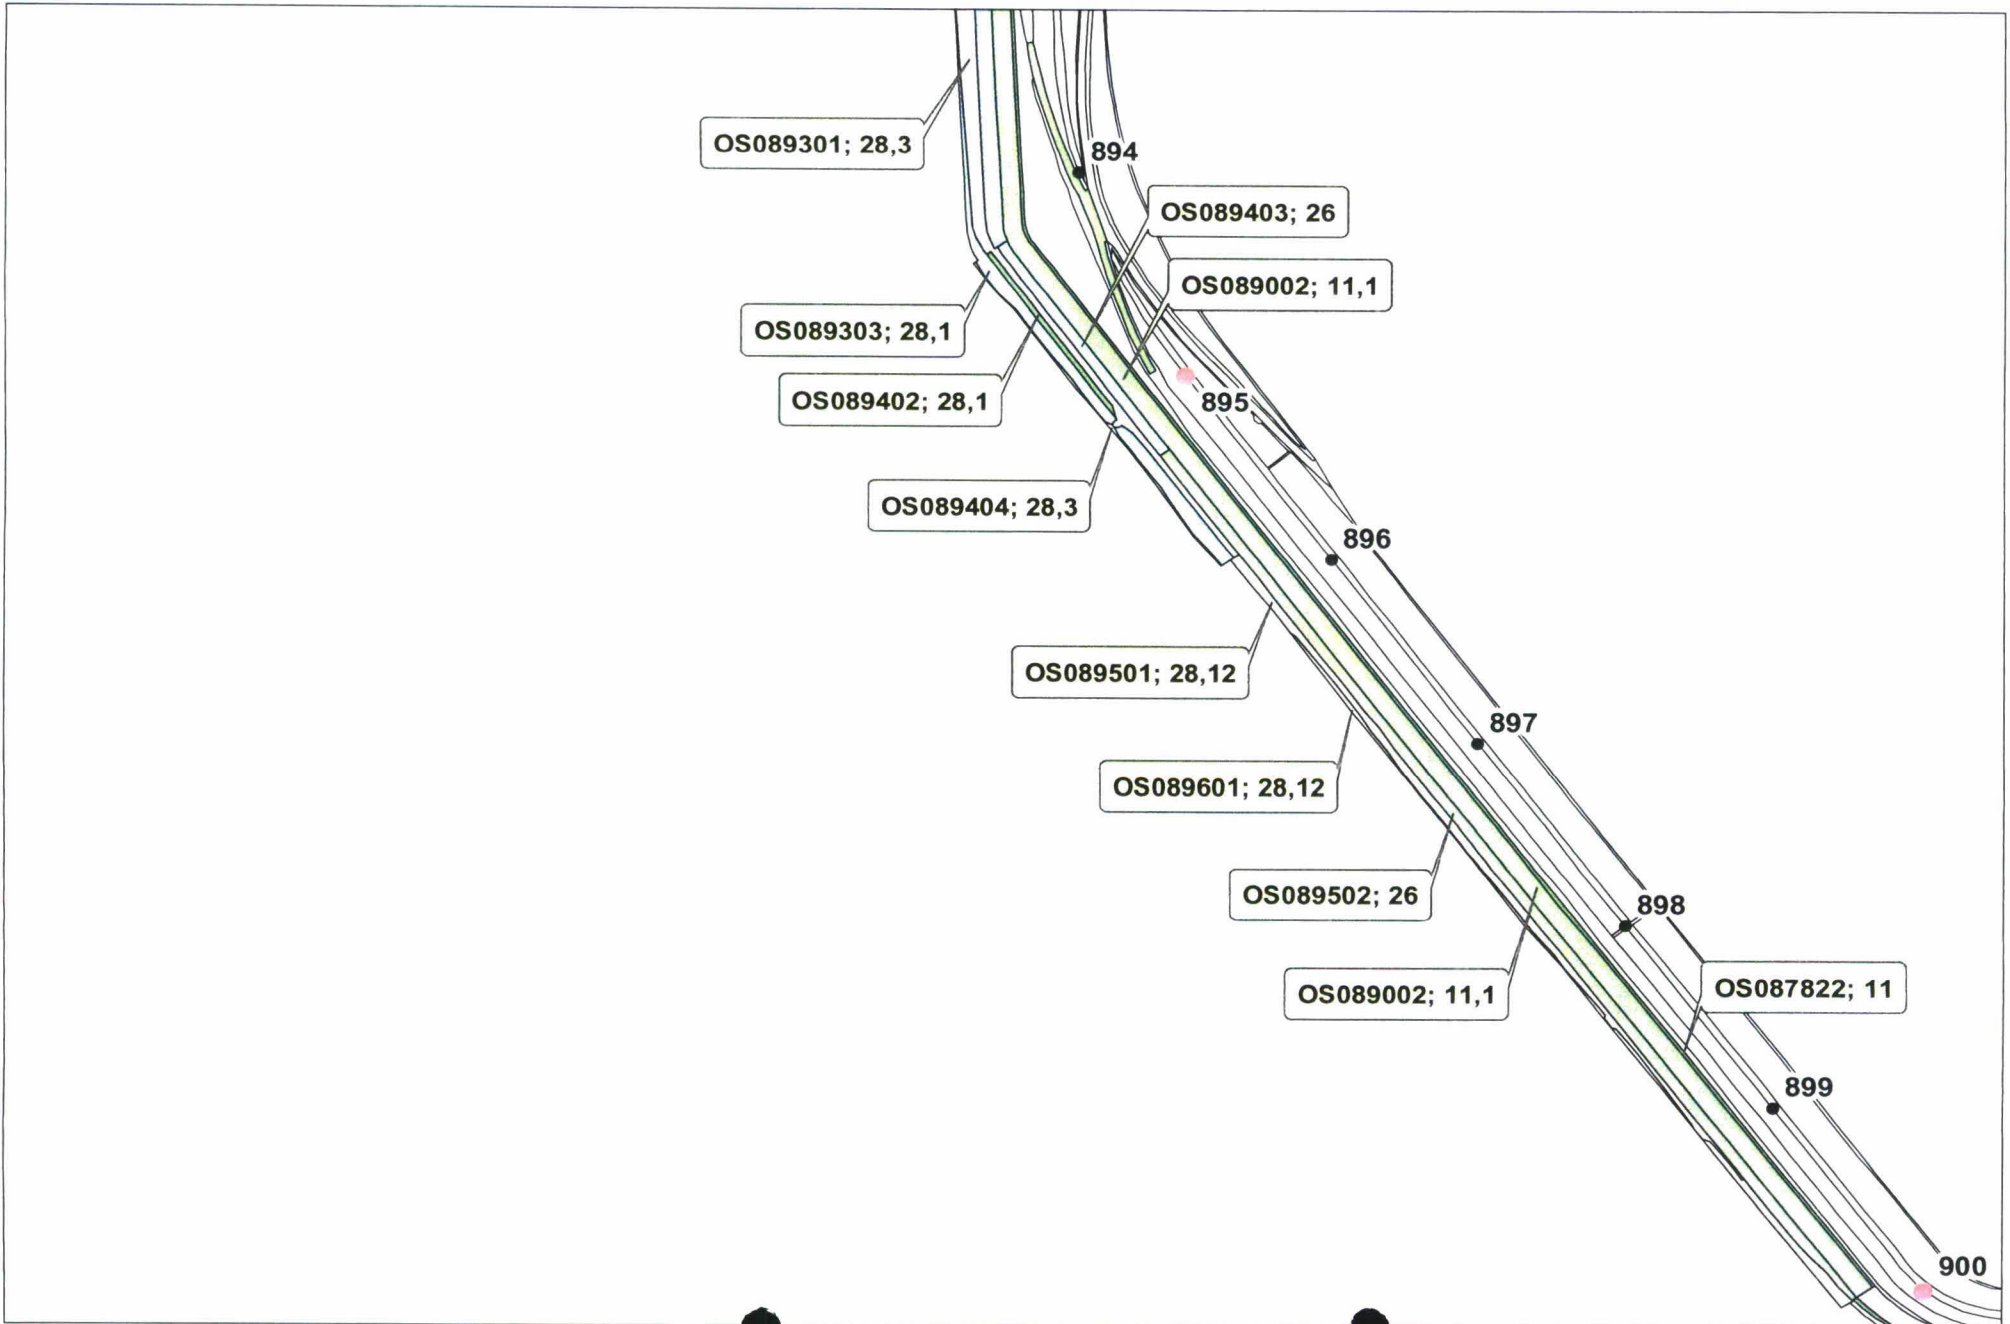 OS089301; 28,3
894
OS089403; 26
OS089002; 11,1
OS089303; 28,1
OS089402; 28,1
895
OS089404; 28,3
896
OS089501; 28,12
897
OS089601; 28,12
OS089502; 26
898
OS089002; 11,1
OS087822; 11
899
900